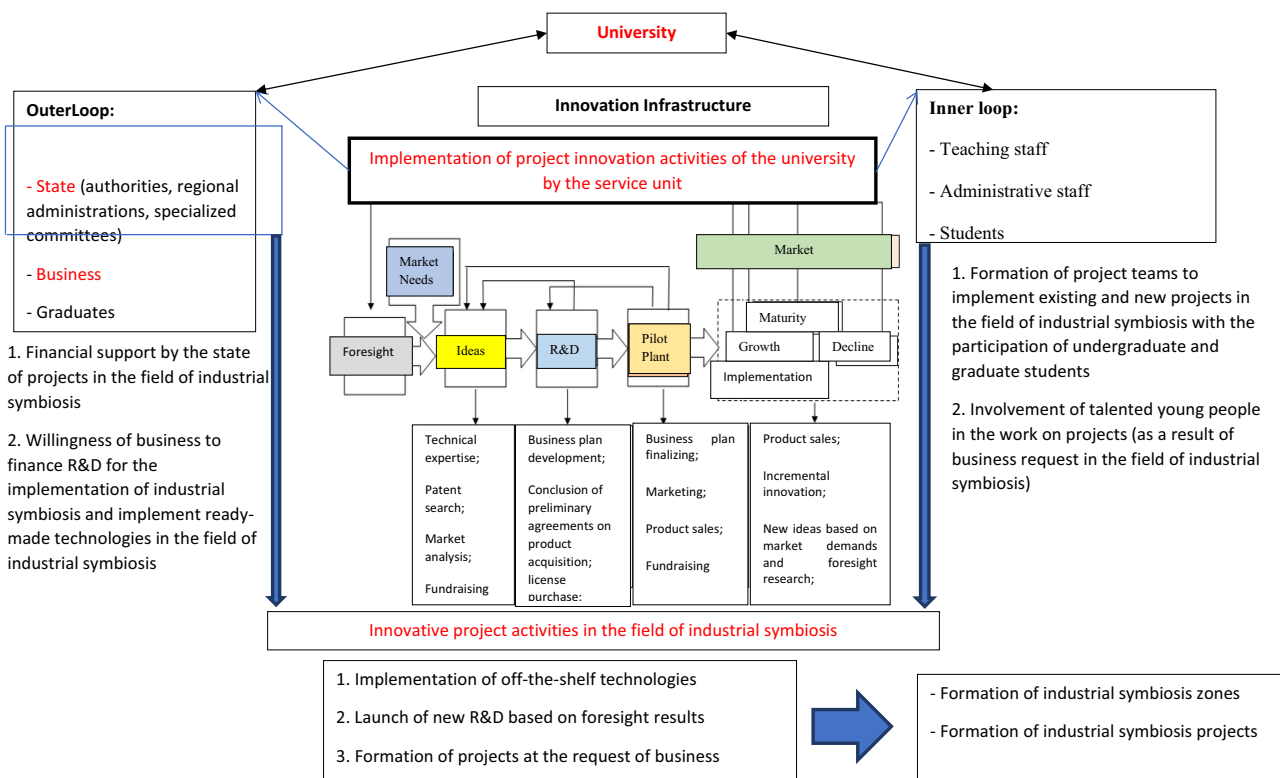 University
OuterLoop:
- State (authorities, regional
administrations, specialized
committees)
- Business
- Graduates
Innovation Infrastructure
Implementation of project innovation activities of the university
by the service unit
Inner loop:
- Teaching staff
- Administrative staff
- Students
Market
Needs
Market
Foresight
Ideas
R&D
Pilot
Plant
Maturity
Growth
Decline
Implementation
1. Financial support by the state
of projects in the field of industrial
symbiosis
2. Willingness of business to
finance R&D for the
implementation of industrial
symbiosis and implement ready-
made technologies in the field of
industrial symbiosis
Technical
expertise;
Patent
search;
Market
analysis;
Fundraising
Business plan
development;
Conclusion of
preliminary
agreements on
product
acquisition;
license
purchase;
Business plan
finalizing;
Marketing;
Product sales;
Fundraising
Product sales;
Incremental
innovation;
New ideas based on
market demands
and foresight
research;
1. Formation of project teams to
implement existing and new projects in
the field of industrial symbiosis with the
participation of undergraduate and
graduate students
2. Involvement of talented young people
in the work on projects (as a result of
business request in the field of industrial
symbiosis)
Innovative project activities in the field of industrial symbiosis
1. Implementation of off-the-shelf technologies
2. Launch of new R&D based on foresight results
3. Formation of projects at the request of business
- Formation of industrial symbiosis zones
- Formation of industrial symbiosis projects